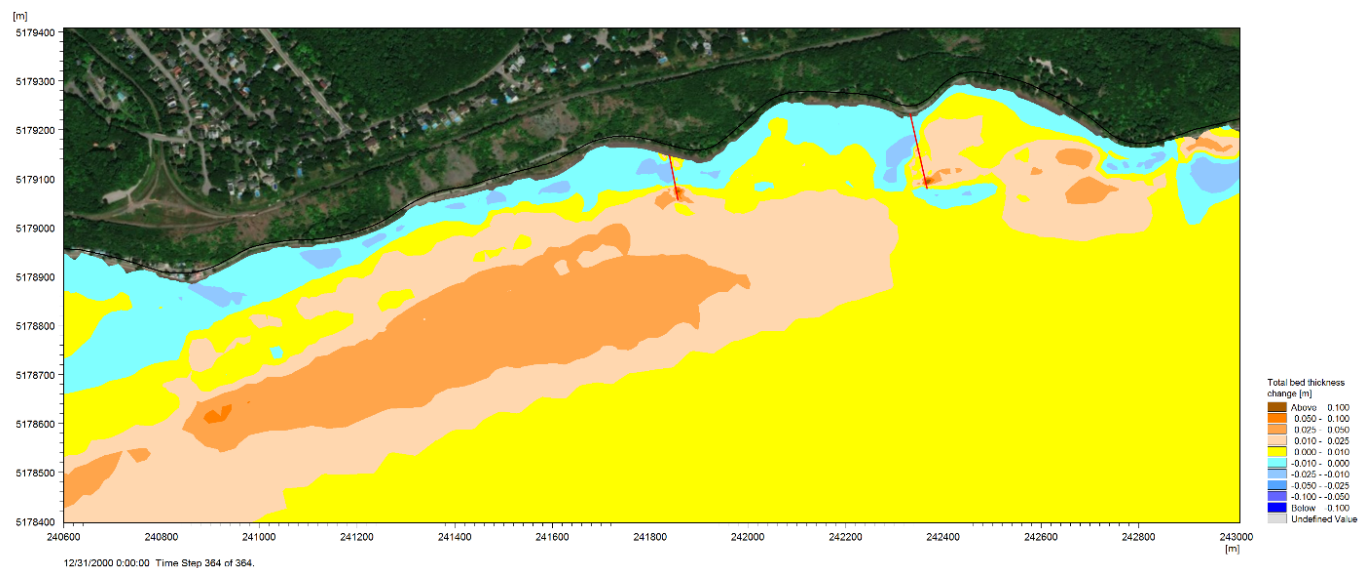 [m]
5179400
5179300
5179200
5179100
5179000
5178900
5178800
5178700
5178600
5178500
5178400
240600 240800 241000 241200 241400 241600 241800 242000 242200 242400 242600 242800 243000
[m]
12/31/2000 0:00:00 Time Step 364 of 364.
Total bed thickness
change [m]
Above 0.100
0.050 - 0.100
0.025 - 0.050
0.010 - 0.025
0.000 - 0.010
-0.010 - 0.000
-0.025 - -0.010
-0.050 - -0.025
-0.100 - -0.050
Below -0.100
Undefined Value